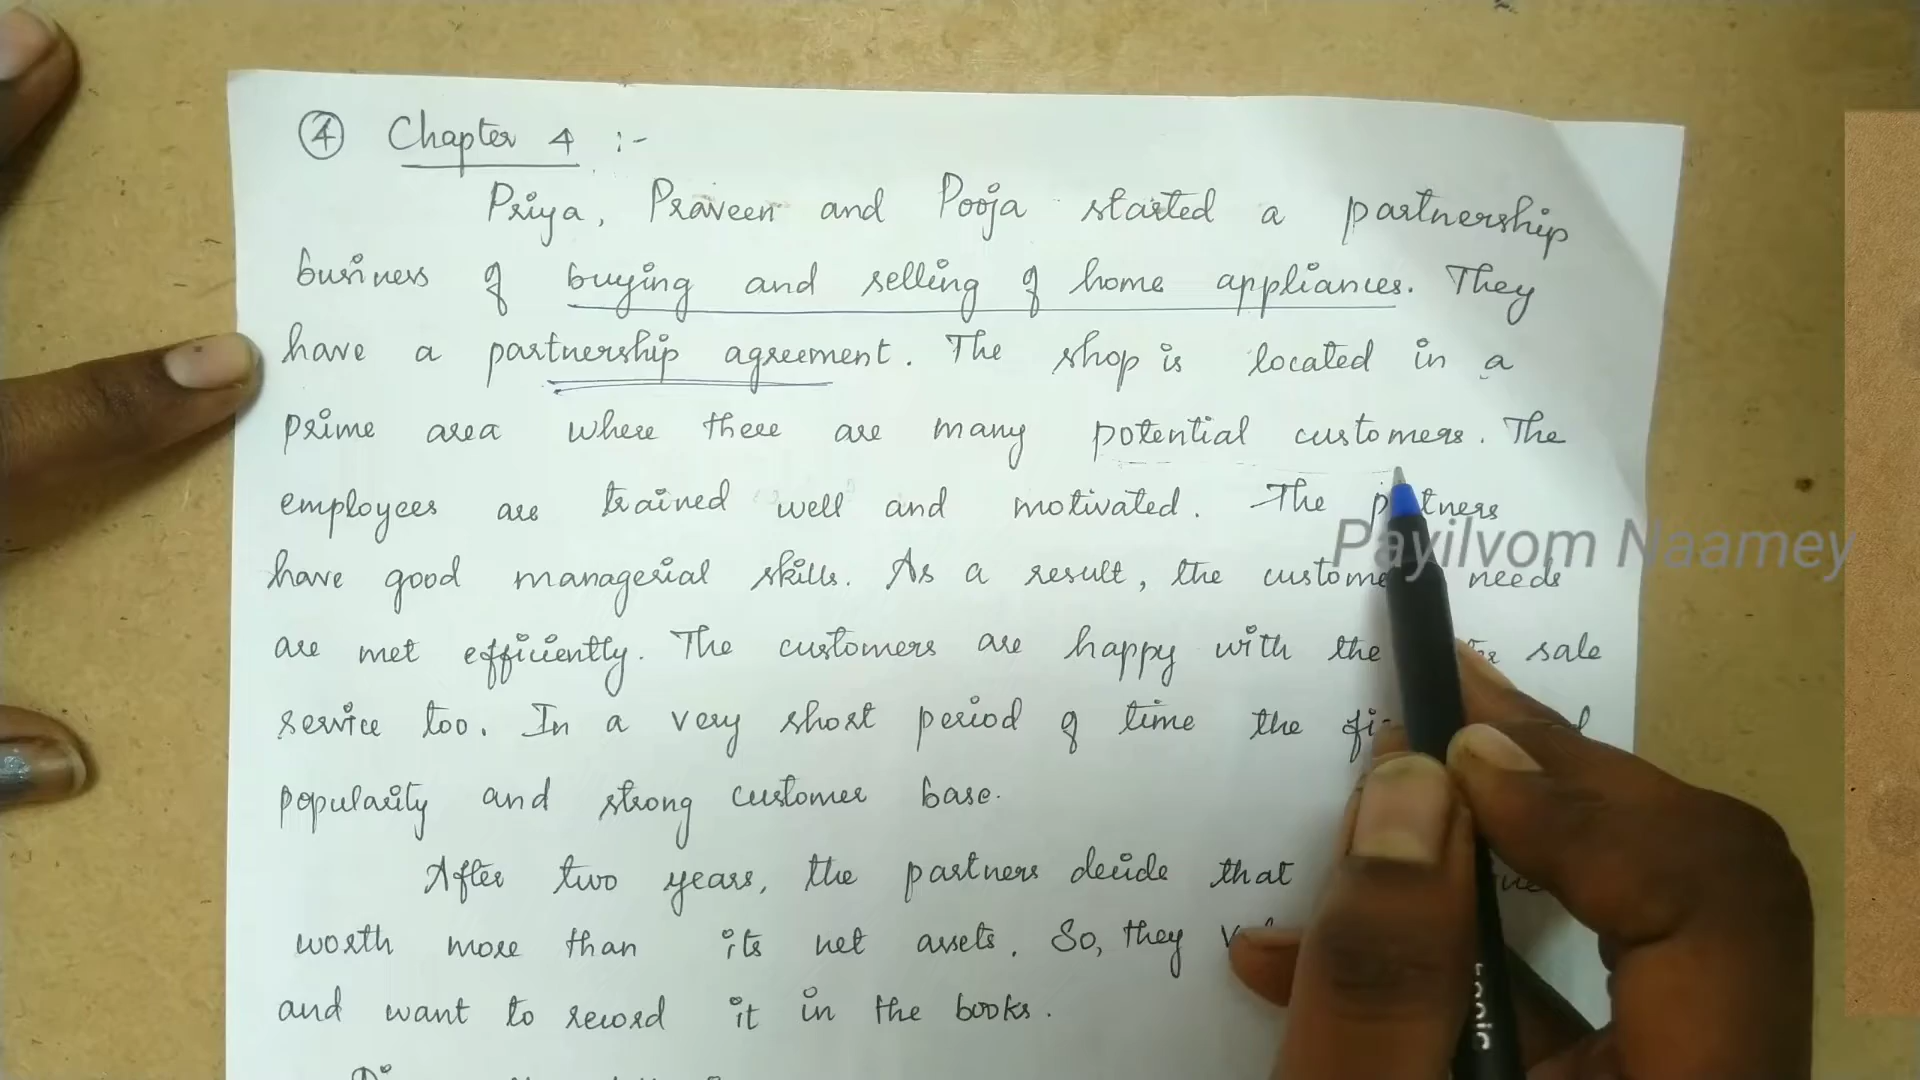 ④ Chapter 4 :-
Priya, Praveen and Pooja started a partnership
business of buying and selling of home appliances. They
have a partnership agreement. The shop is located in a
prime area where there are many potential customers. The
employees are trained well and motivated. The
have good managerial skills. As a result, the needs
are met efficiently. The customers are happy with the sale
service too. In a very short period of time the
popularity and strong customer base.
After two years, the partners decide that
worth more than its net assets. So, they
and want to record it in the books.
Payilvom Naamey